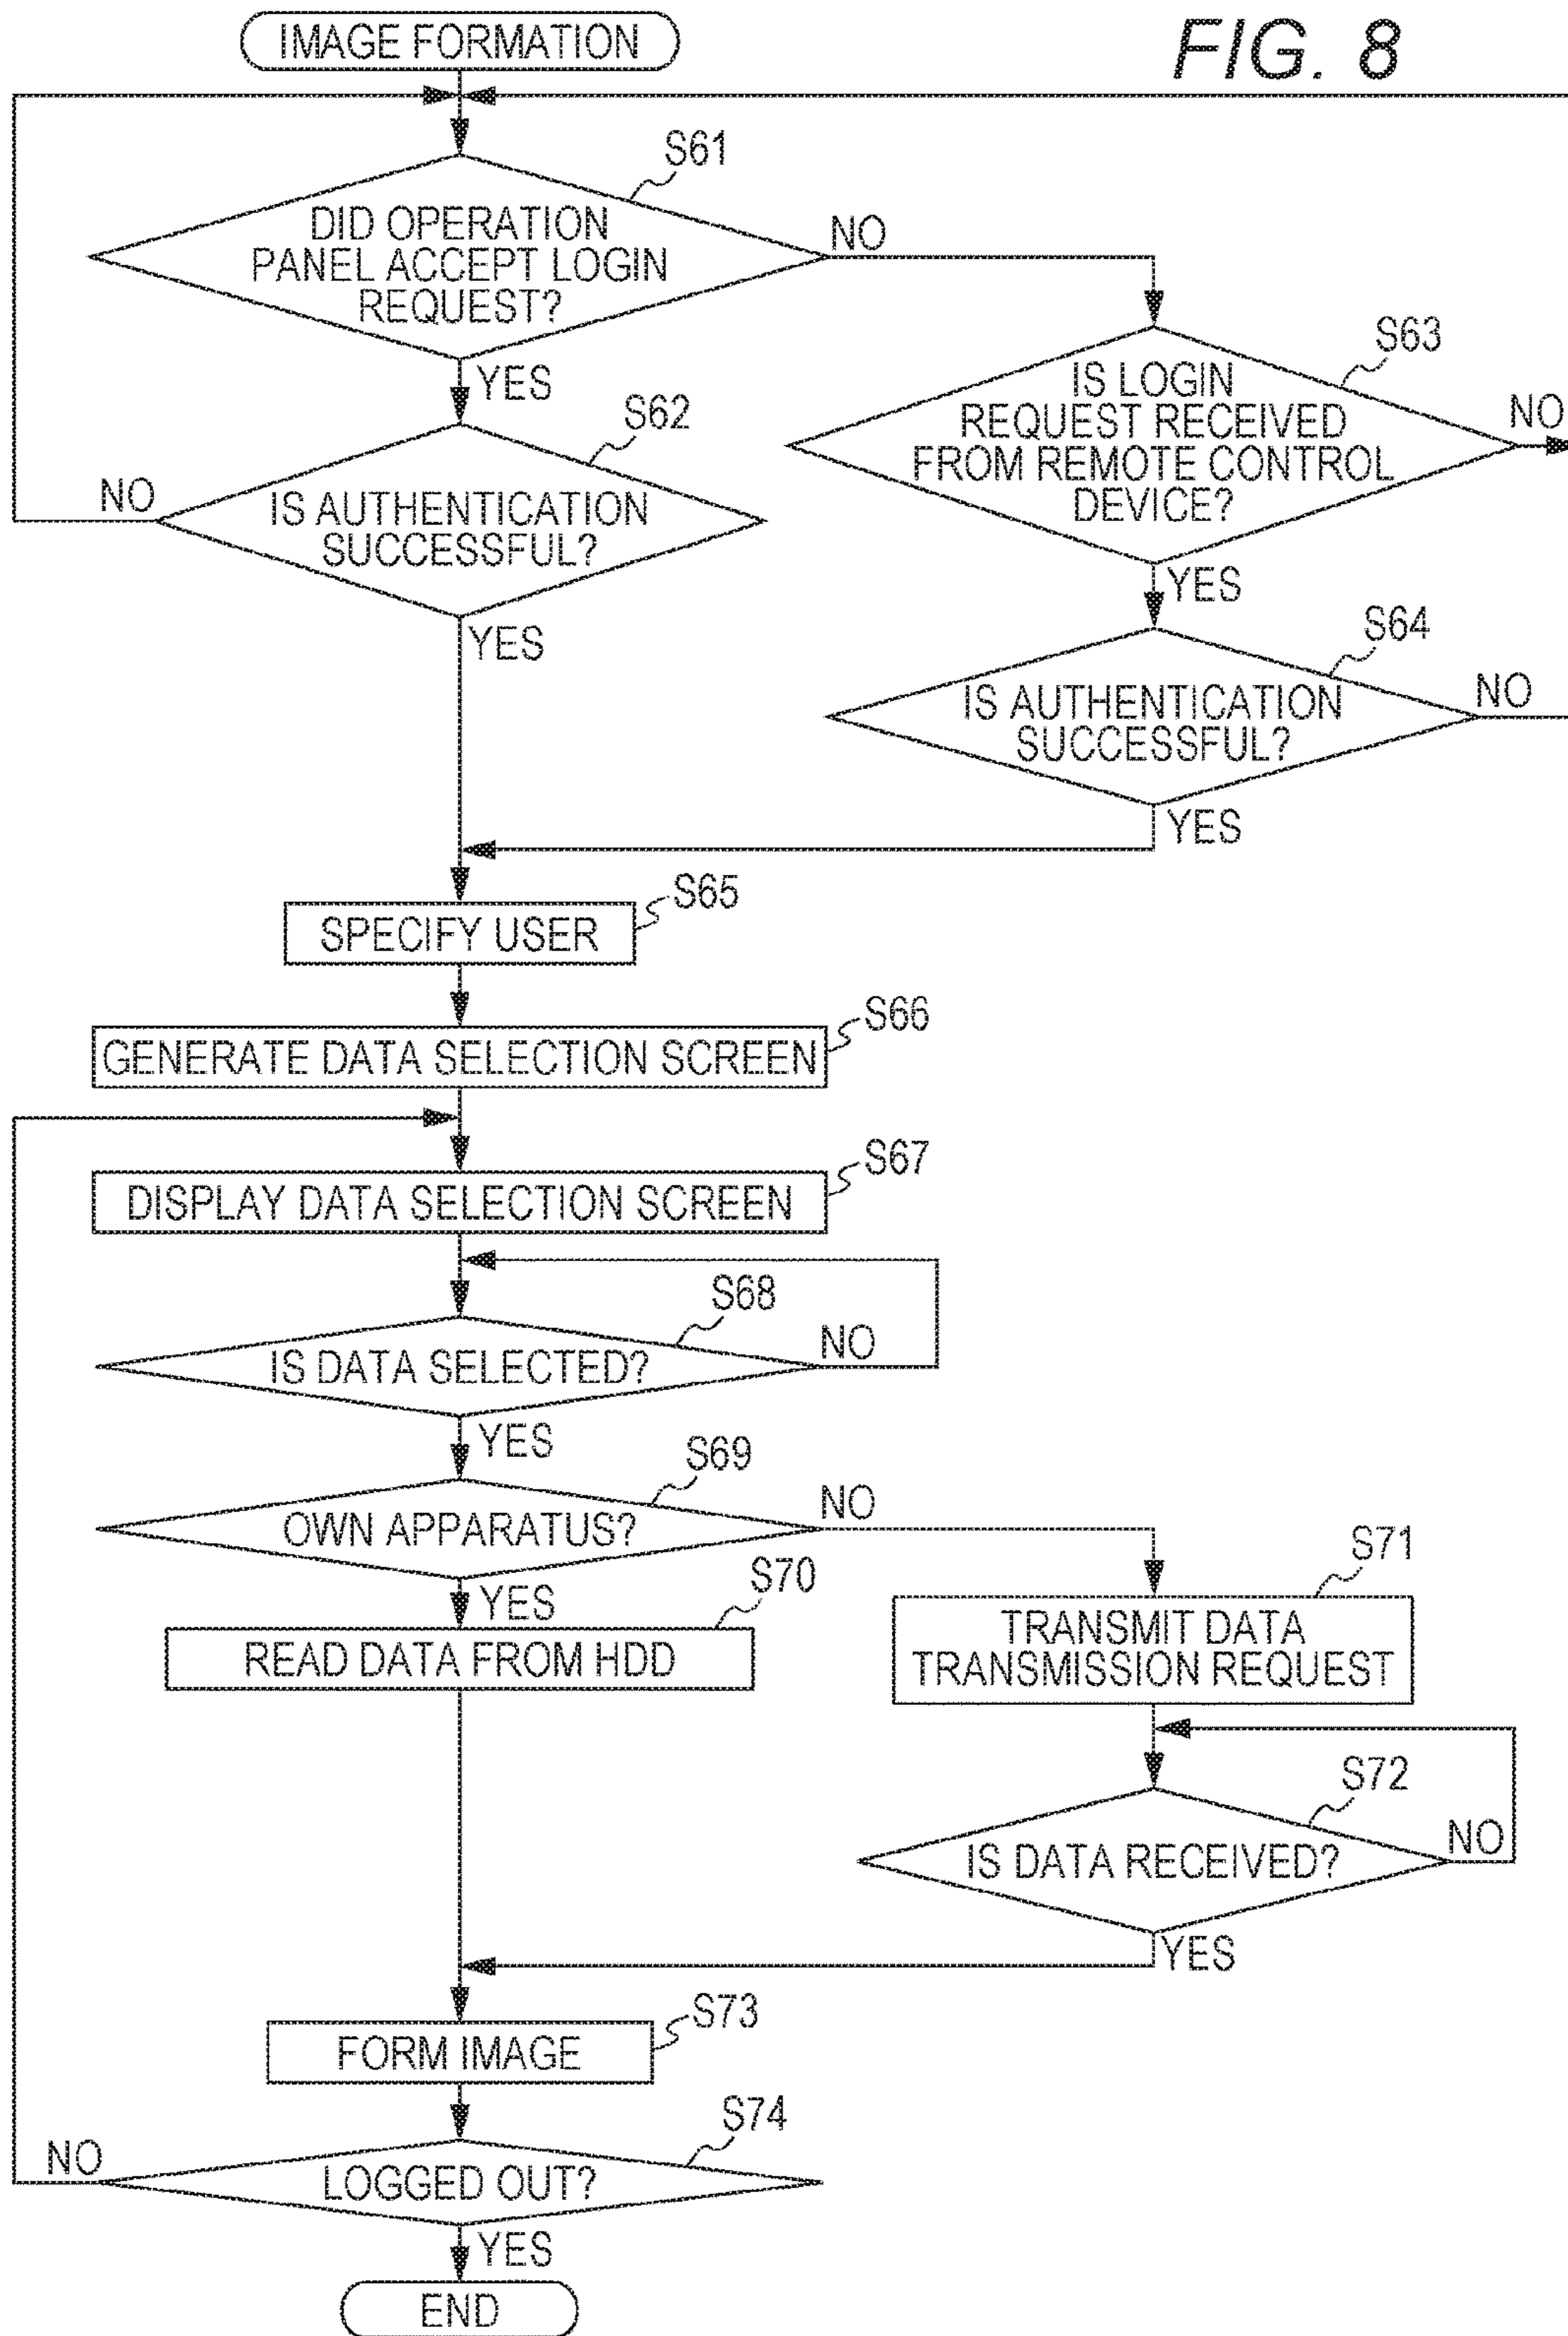 FIG. 8
IMAGE FORMATION
S61
DID OPERATION
PANEL ACCEPT LOGIN
REQUEST?
NO
YES
S62
IS AUTHENTICATION
SUCCESSFUL?
NO
YES
S63
IS LOGIN
REQUEST RECEIVED
FROM REMOTE CONTROL
DEVICE?
NO
YES
S64
IS AUTHENTICATION
SUCCESSFUL?
NO
YES
S65
SPECIFY USER
S66
GENERATE DATA SELECTION SCREEN
S67
DISPLAY DATA SELECTION SCREEN
S68
IS DATA SELECTED?
NO
YES
S69
OWN APPARATUS?
NO
YES
S70
READ DATA FROM HDD
S71
TRANSMIT DATA
TRANSMISSION REQUEST
S72
IS DATA RECEIVED?
NO
YES
S73
FORM IMAGE
S74
LOGGED OUT?
NO
YES
END